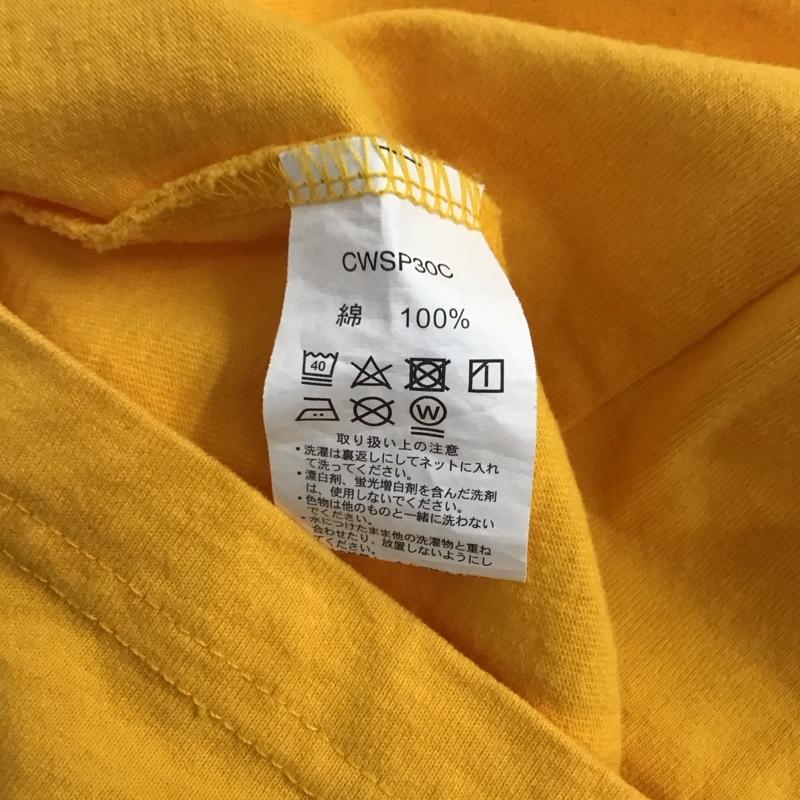 CWSP30C
綿 100%
40
W
取り扱い上の注意
・洗濯は裏返しにしてネットに入れ
て洗ってください。
・漂白剤、蛍光増白剤を含んだ洗剤
は、使用しないでください。
・色物は他のものと一緒に洗わない
でください。
・水につけたまま他の洗濯物と重ね
合わせたり、放置しないようにし
てください。